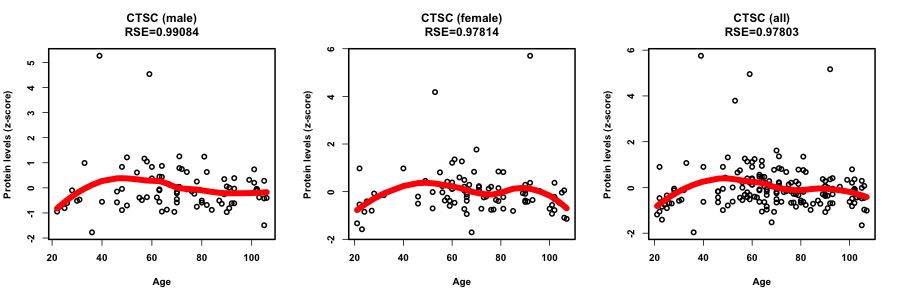 CTSC (male)
RSE=0.99084
Protein levels (z-score)
5
4
3
2
1
0
-1
-2
20 40 60 80 100
Age
CTSC (female)
RSE=0.97814
Protein levels (z-score)
6
4
2
0
-2
20 40 60 80 100
Age
CTSC (all)
RSE=0.97803
Protein levels (z-score)
6
4
2
0
-2
20 40 60 80 100
Age